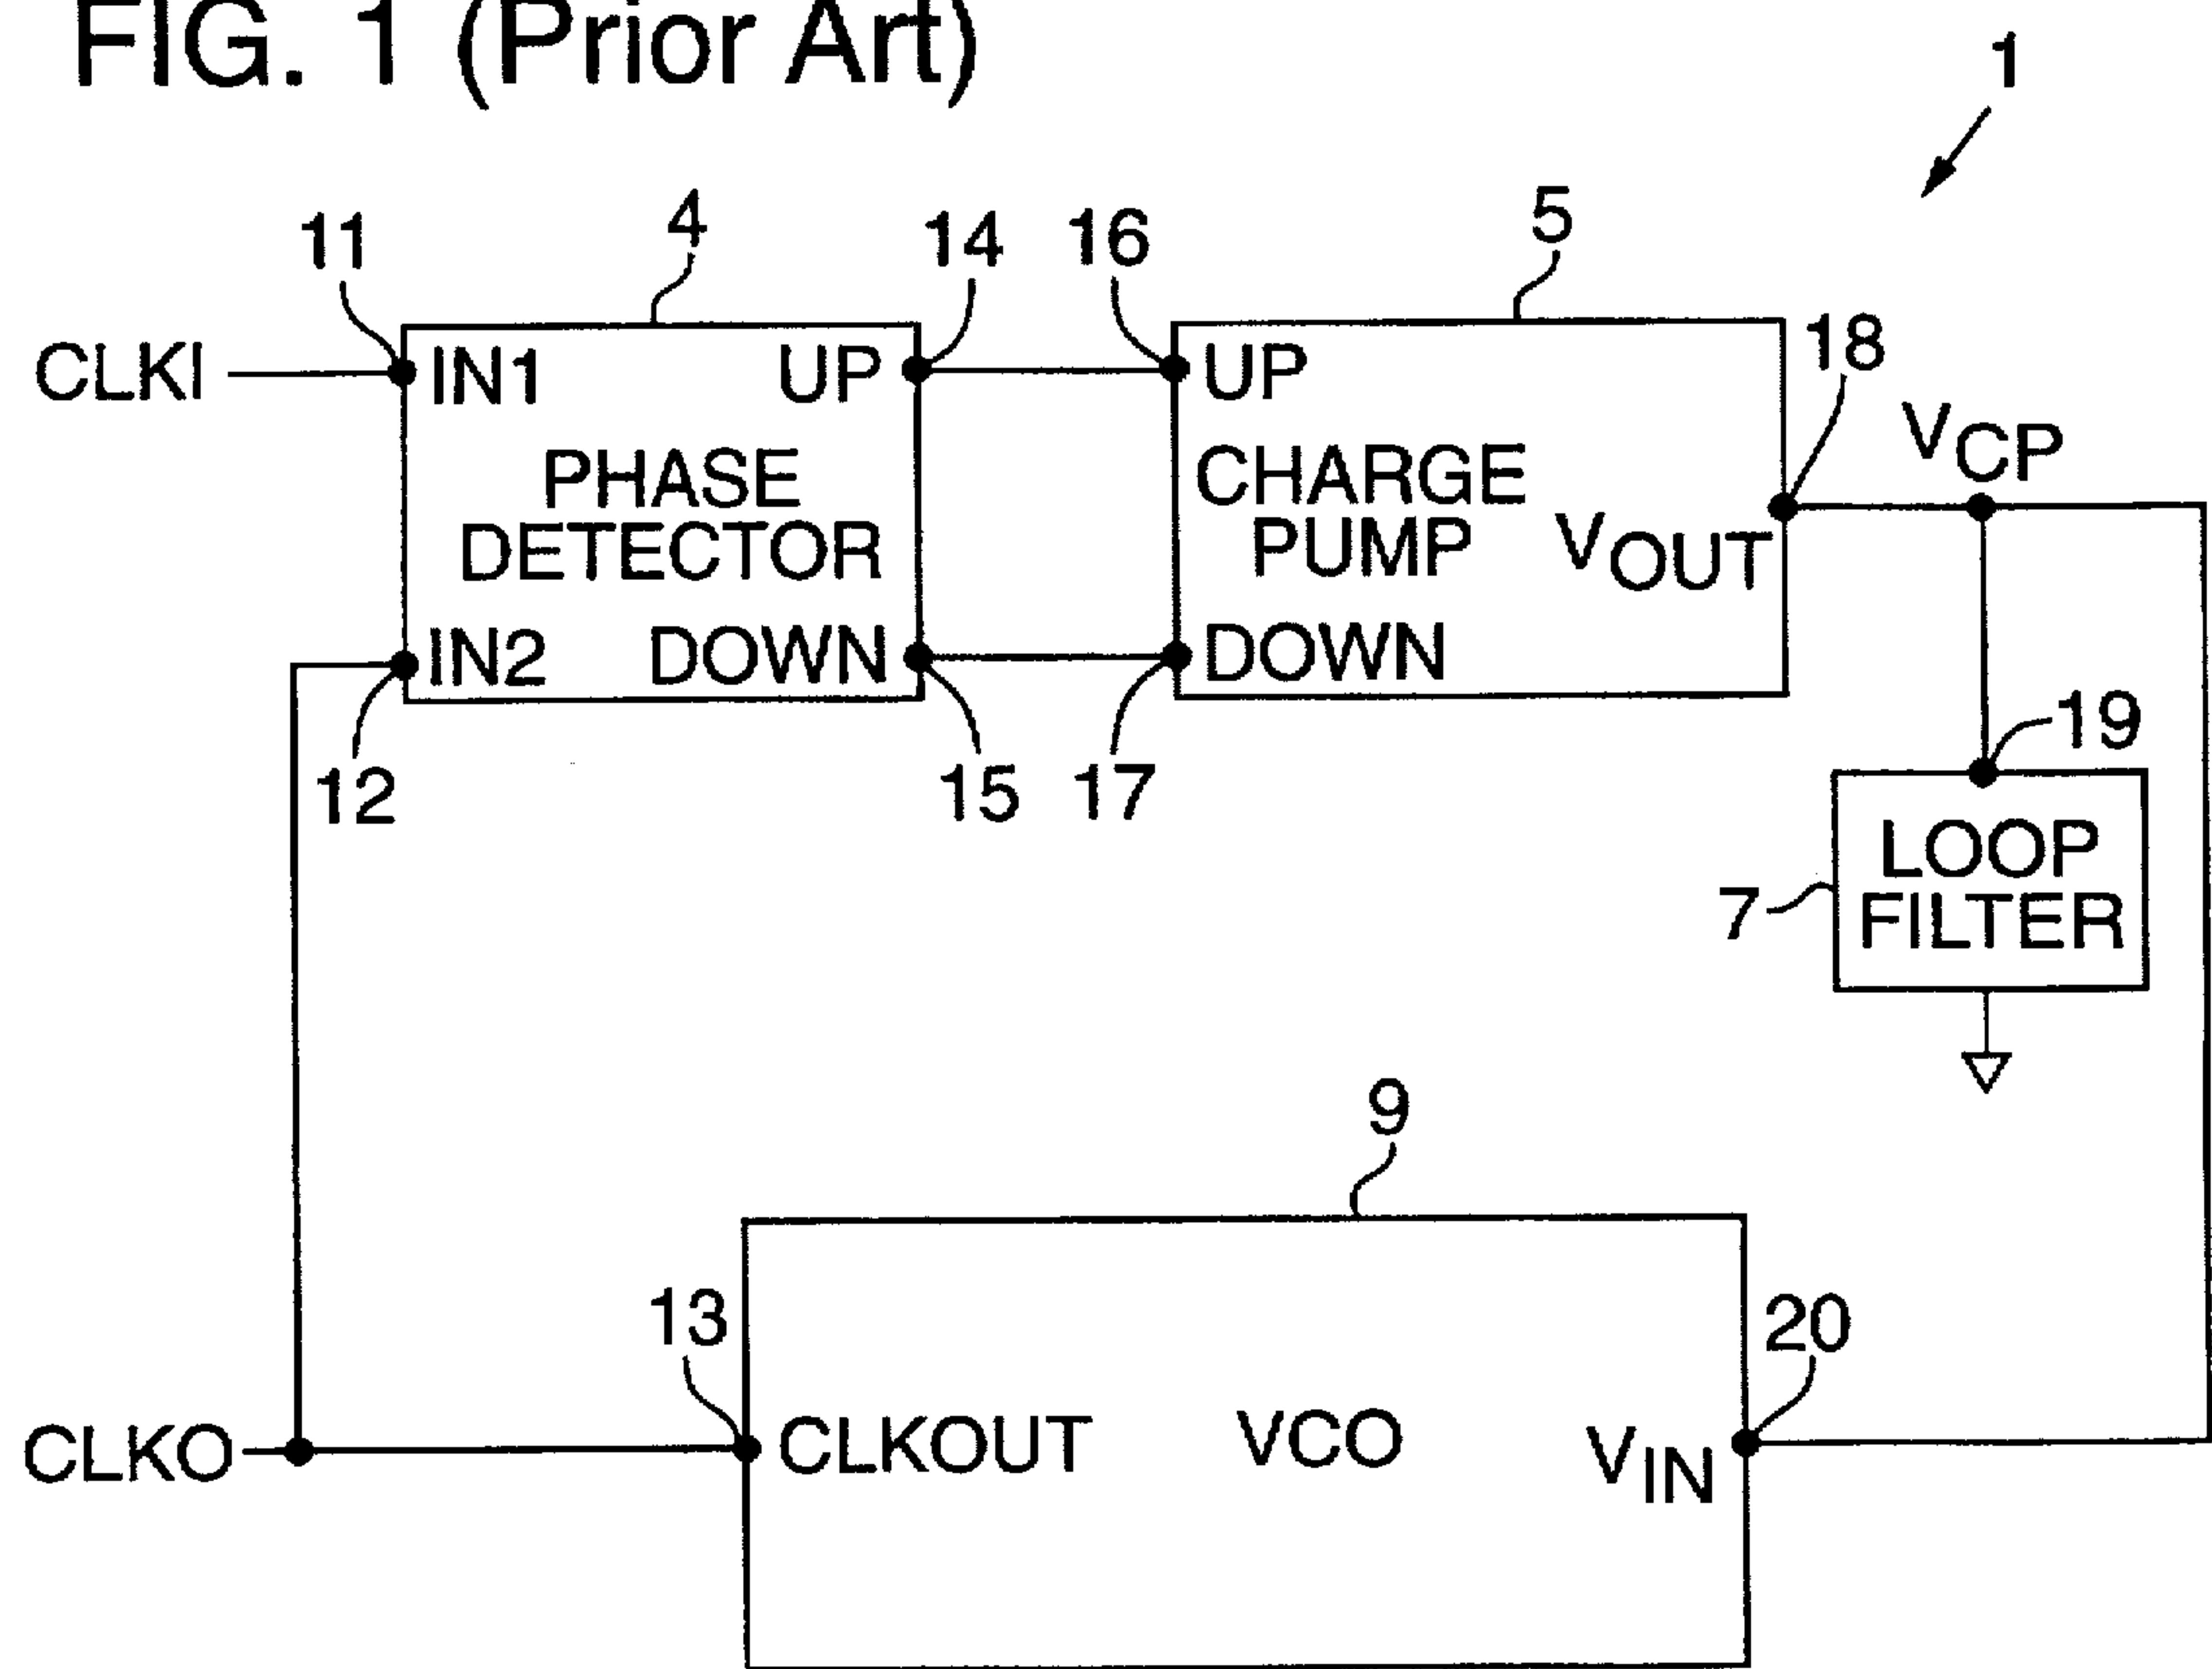 FIG. 1 (Prior Art)
1
11
4
14
16
5
18
CLKI
IN1
UP
UP
PHASE
DETECTOR
CHARGE
PUMP
VOUT
VCP
IN2
DOWN
DOWN
12
15
17
19
LOOP
FILTER
7
9
13
20
CLKO
CLKOUT
VCO
VIN